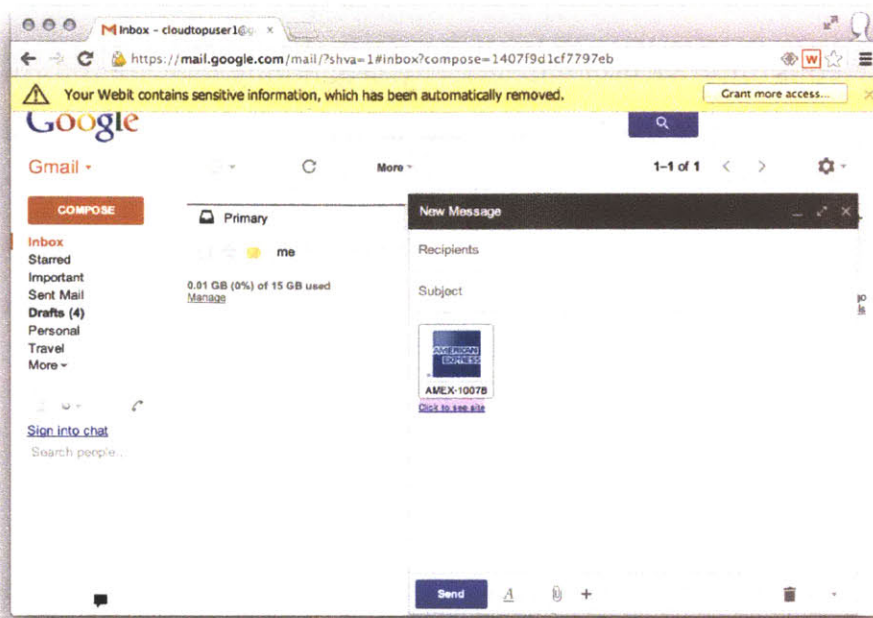 Inbox - cloudtopuser1@g
https://mail.google.com/mail/?shva=1#inbox?compose=1407f9d1cf7797eb
W
Your Webit contains sensitive information, which has been automatically removed.
Grant more access...
Google
Gmail
More
1–1 of 1
COMPOSE
Primary
New Message
Inbox
me
Recipients
Starred
Important
0.01 GB (0%) of 15 GB used
Sent Mail
Manage
Subject
Drafts (4)
Personal
Travel
AMERICAN
EXPRESS
More
AMEX-1007B
Click to see site
Sign into chat
Search people...
Send
A